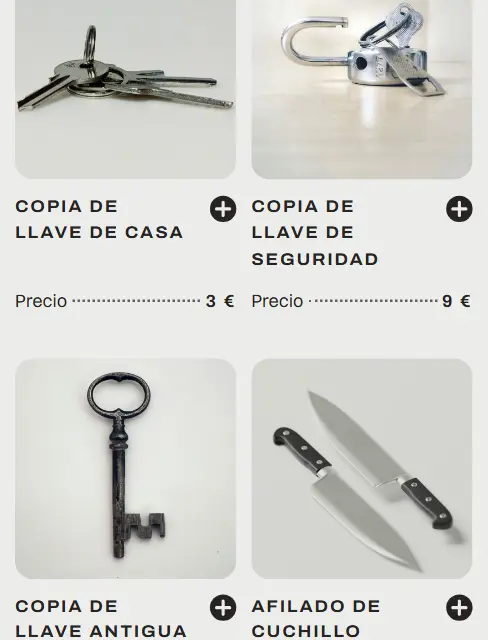 COPIA DE
LLAVE DE CASA
Precio 3 €
COPIA DE
LLAVE DE
SEGURIDAD
Precio 9 €
COPIA DE
LLAVE ANTIGUA
AFILADO DE
CUCHILLO